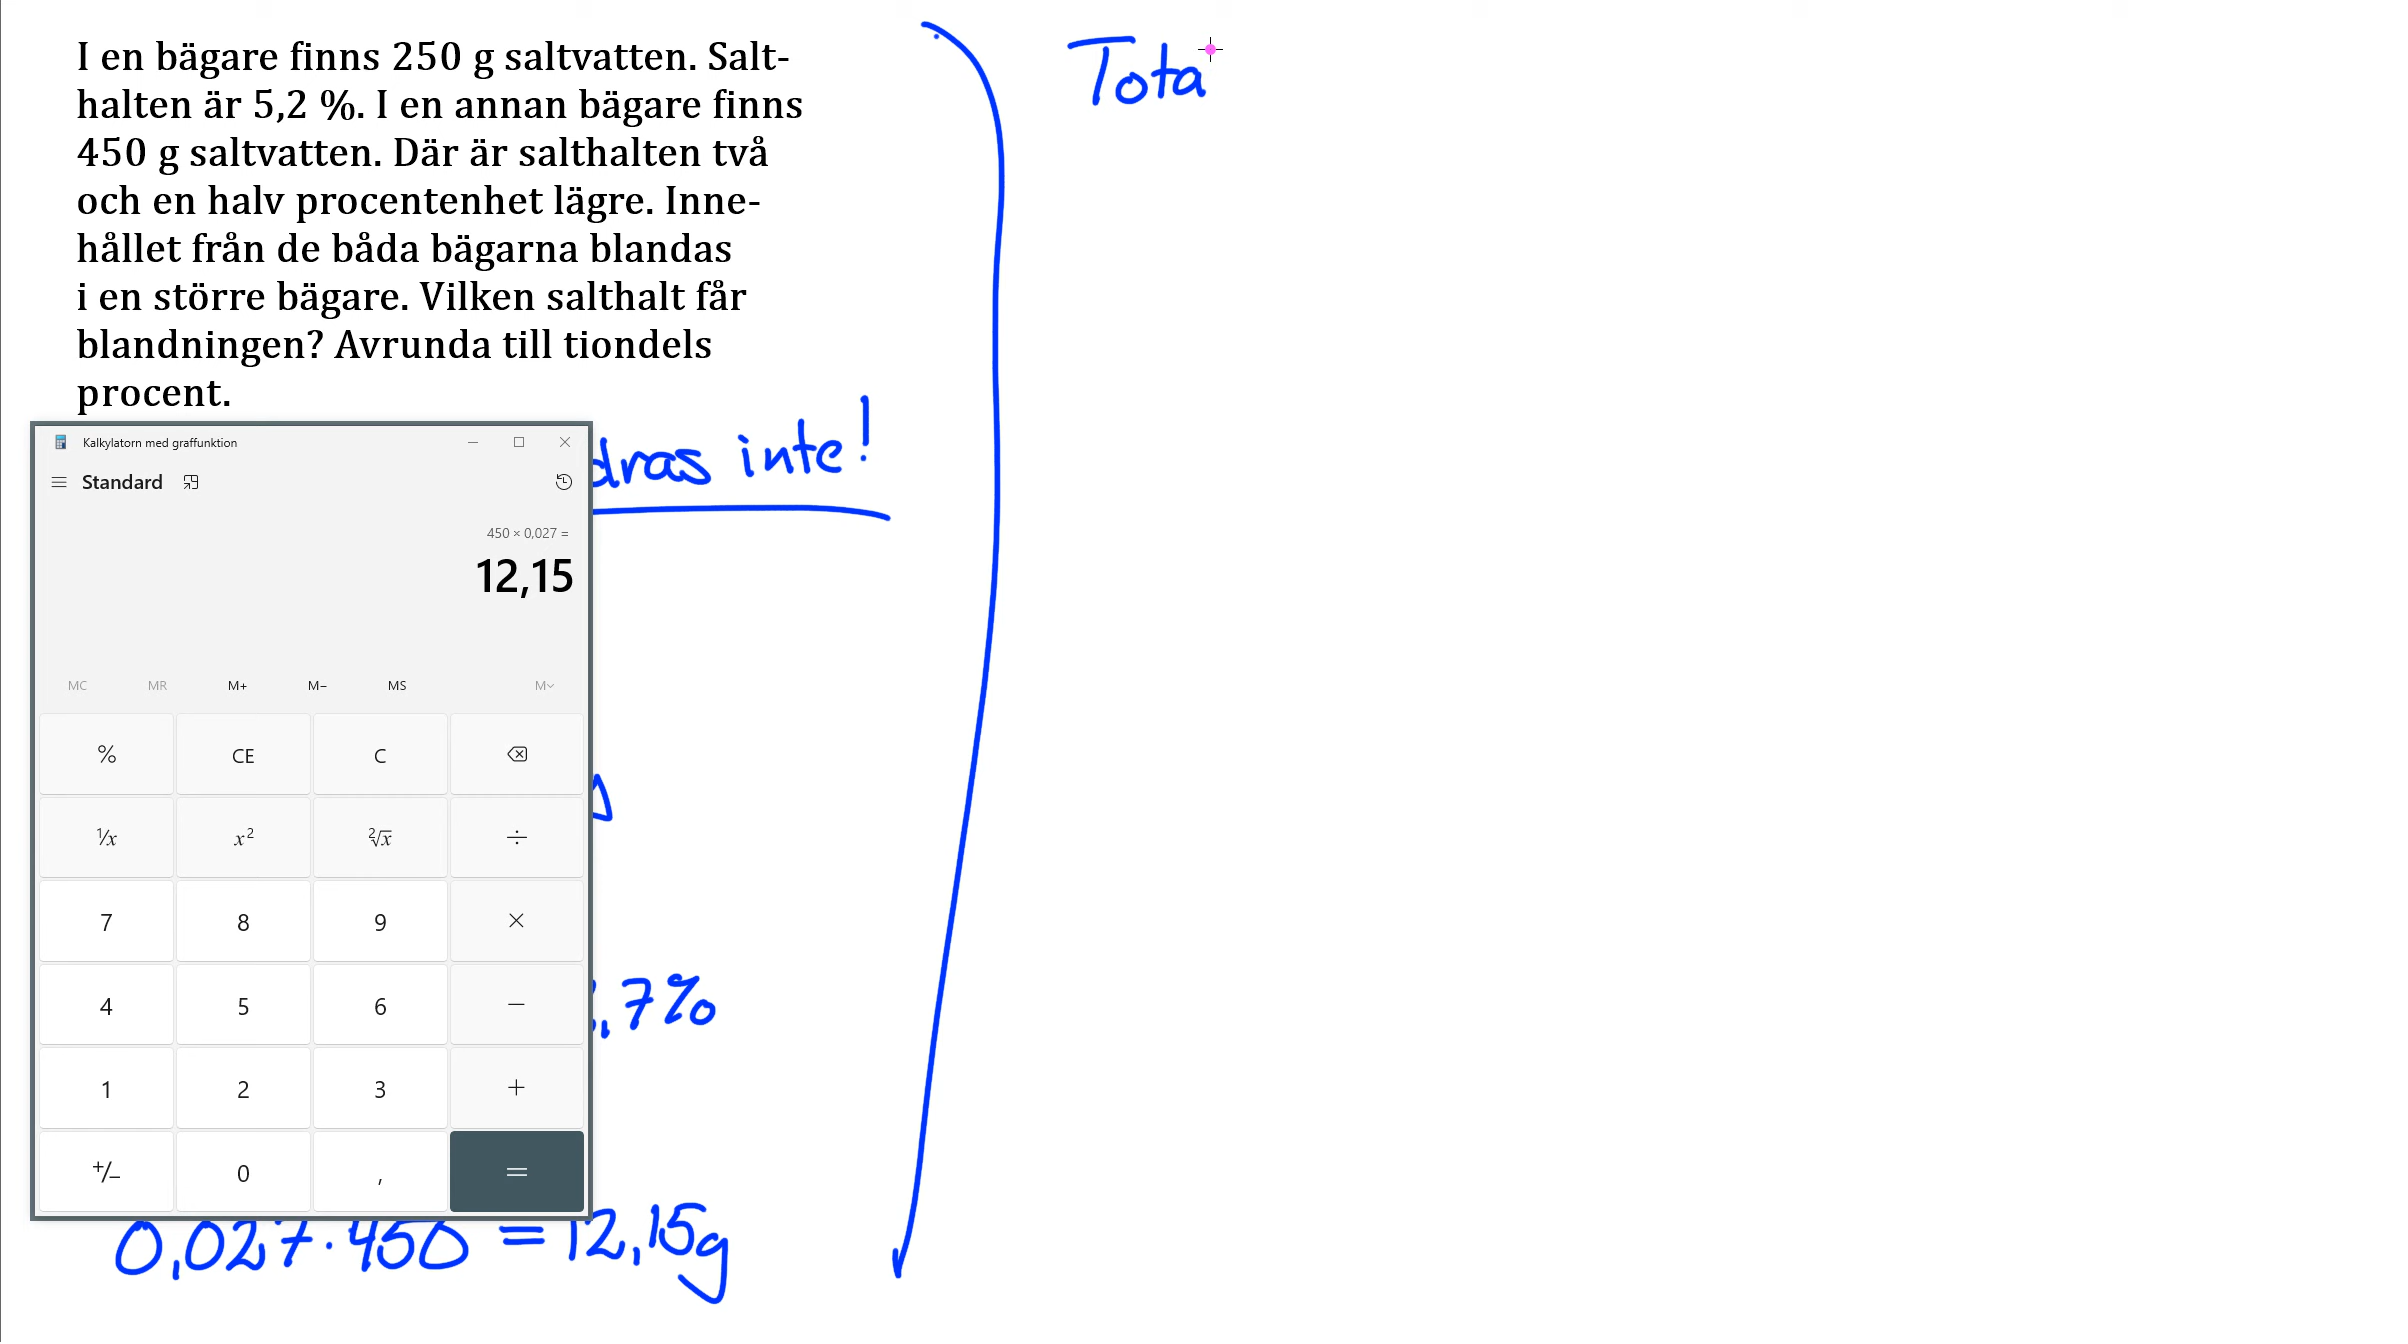 I en bägare finns 250 g saltvatten. Salt-
halten är 5,2 %. I en annan bägare finns
450 g saltvatten. Där är salthalten två
och en halv procentenhet lägre. Inne-
hållet från de båda bägarna blandas
i en större bägare. Vilken salthalt får
blandningen? Avrunda till tiondels
procent.
Kalkylatorn med graffunktion
Standard
450 × 0,027 =
12,15
MC MR M+ M− MS M
% CE C
1/x x² ²√x ÷
7 8 9 ×
4 5 6 −
1 2 3 +
+/− 0 , =
dras inte!
,7%
0,027·450 = 12,15g
Tota